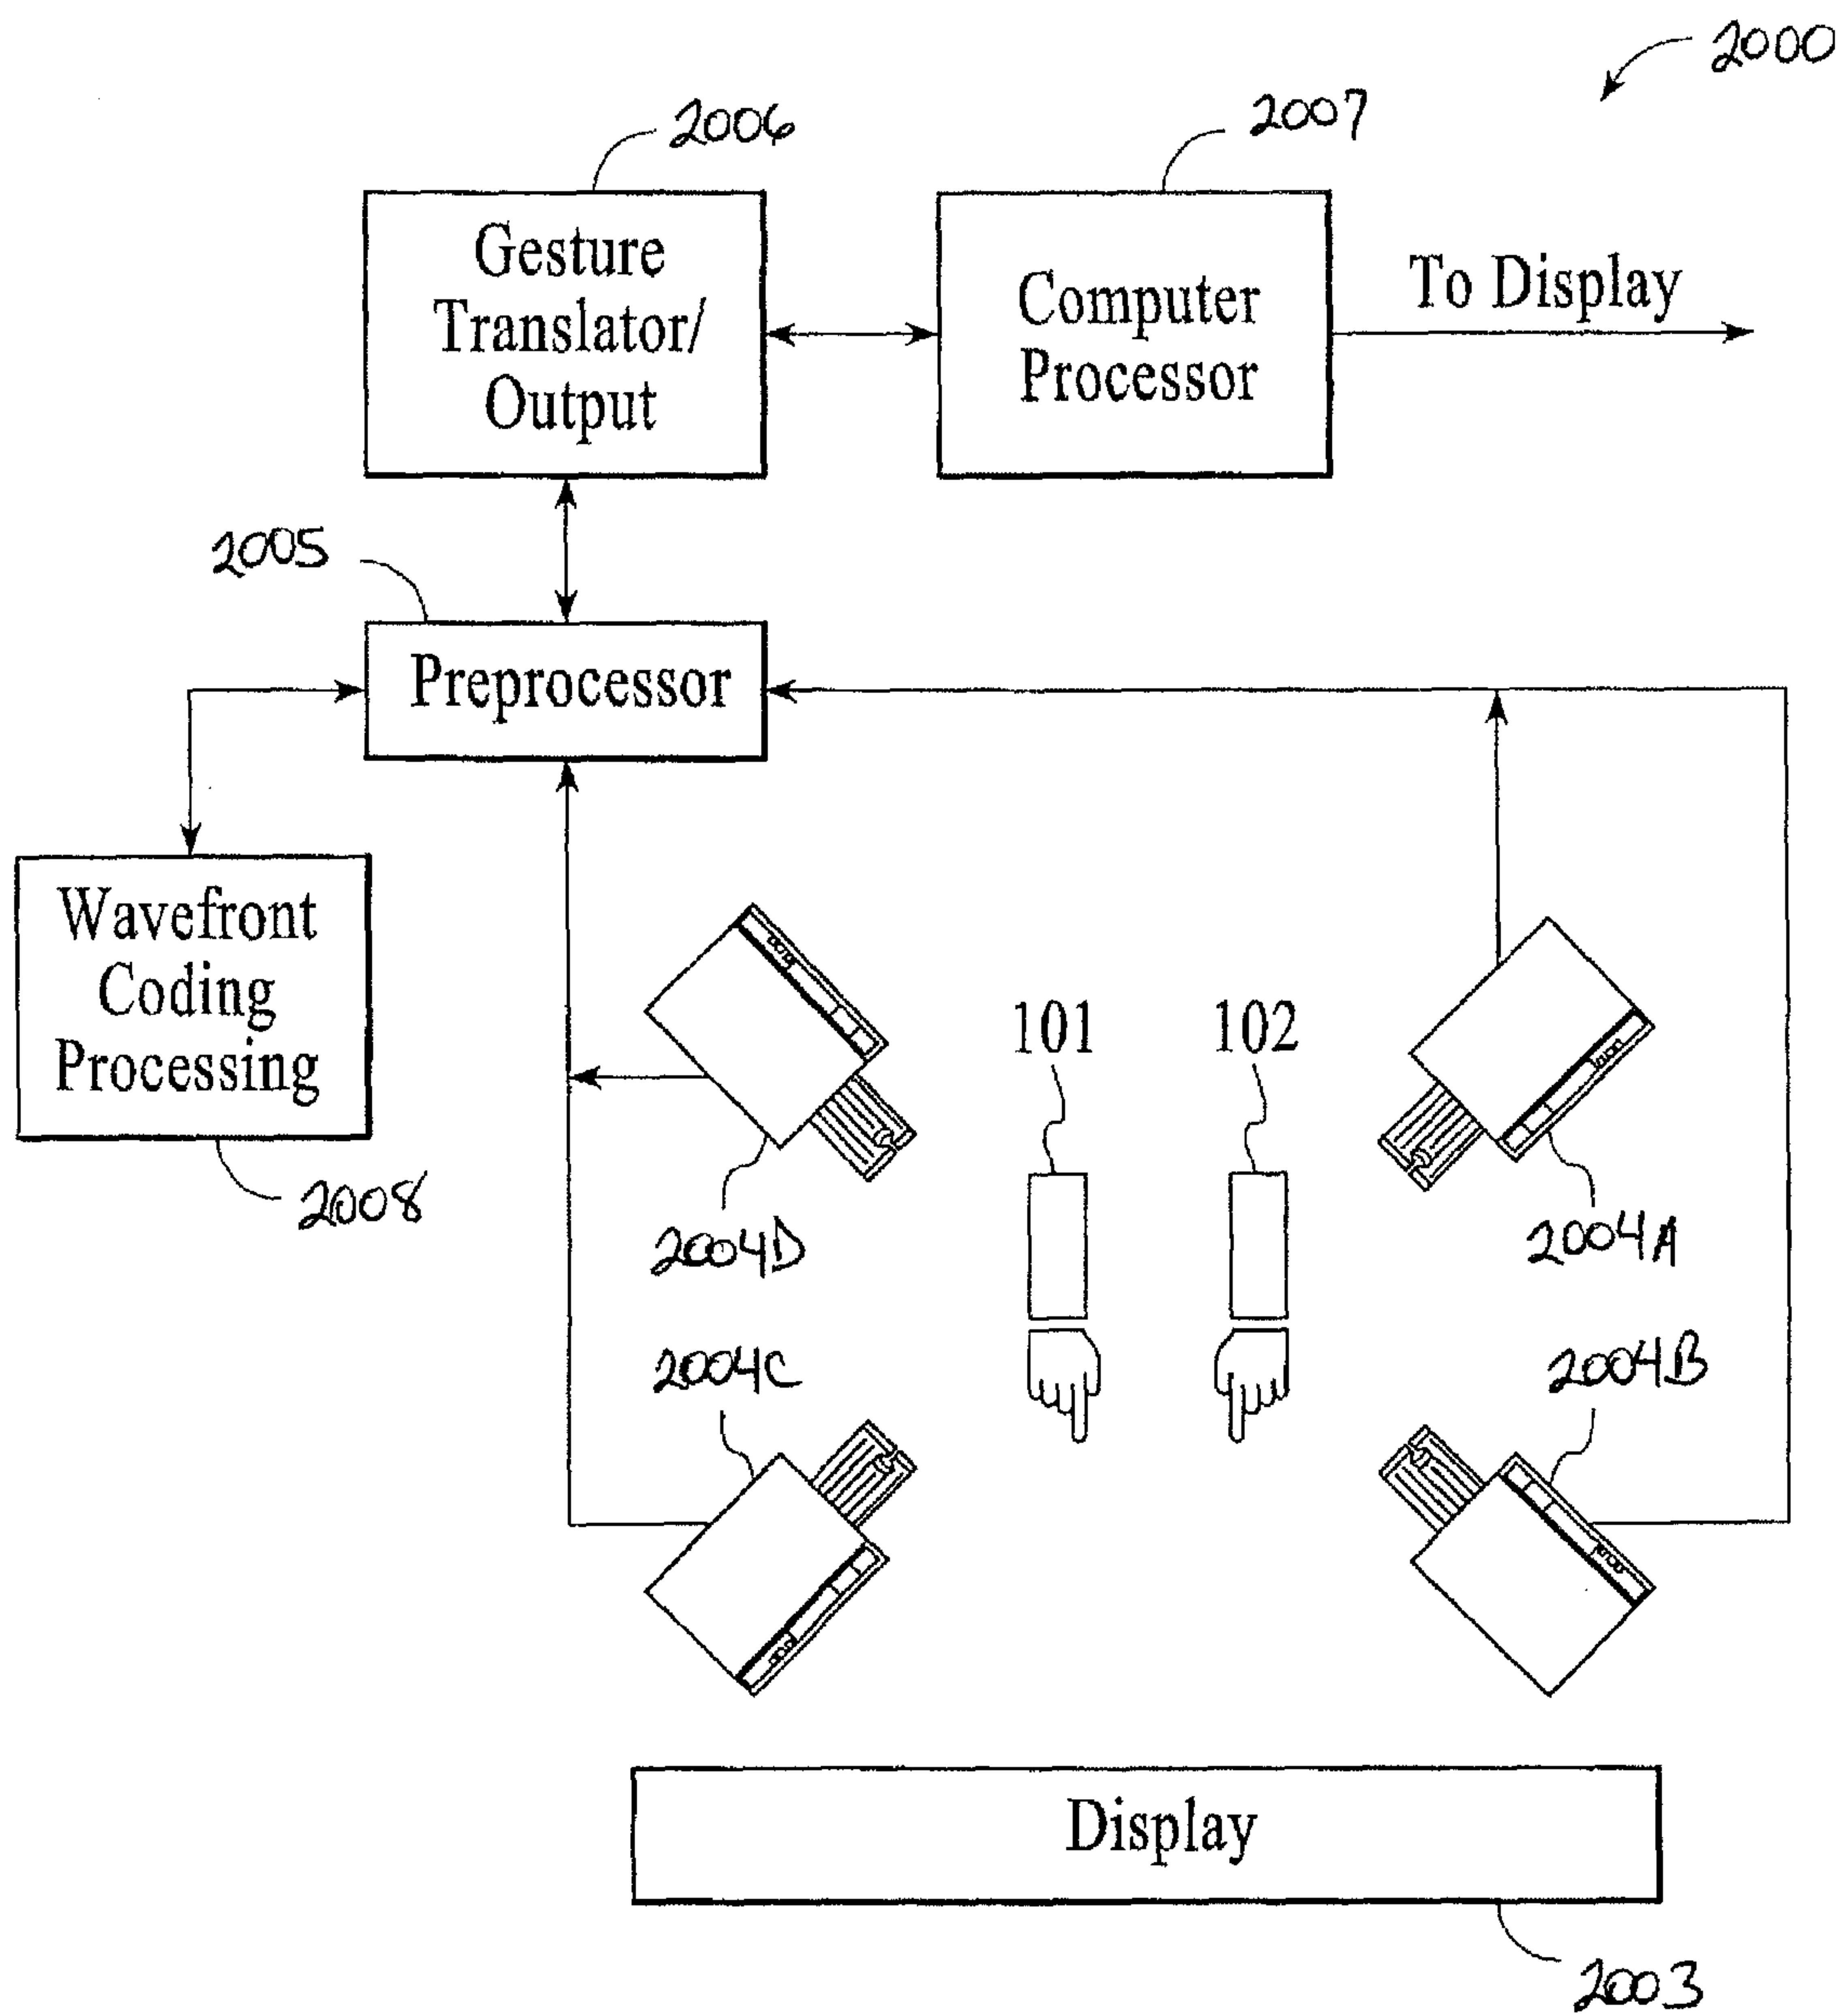 2000
2006
2007
Gesture
Translator/
Output
Computer
Processor
To Display
2005
Preprocessor
Wavefront
Coding
Processing
2008
101
102
2004D
2004A
2004C
2004B
Display
2003